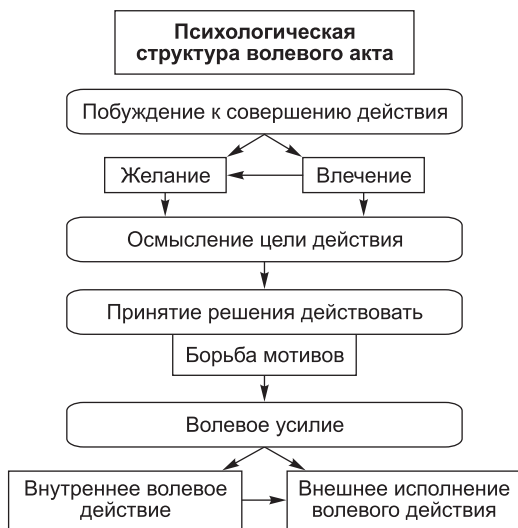 Психологическая
структура волевого акта
Побуждение к совершению действия
Желание
Влечение
Осмысление цели действия
Принятие решения действовать
Борьба мотивов
Волевое усилие
Внутреннее волевое
действие
Внешнее исполнение
волевого действия